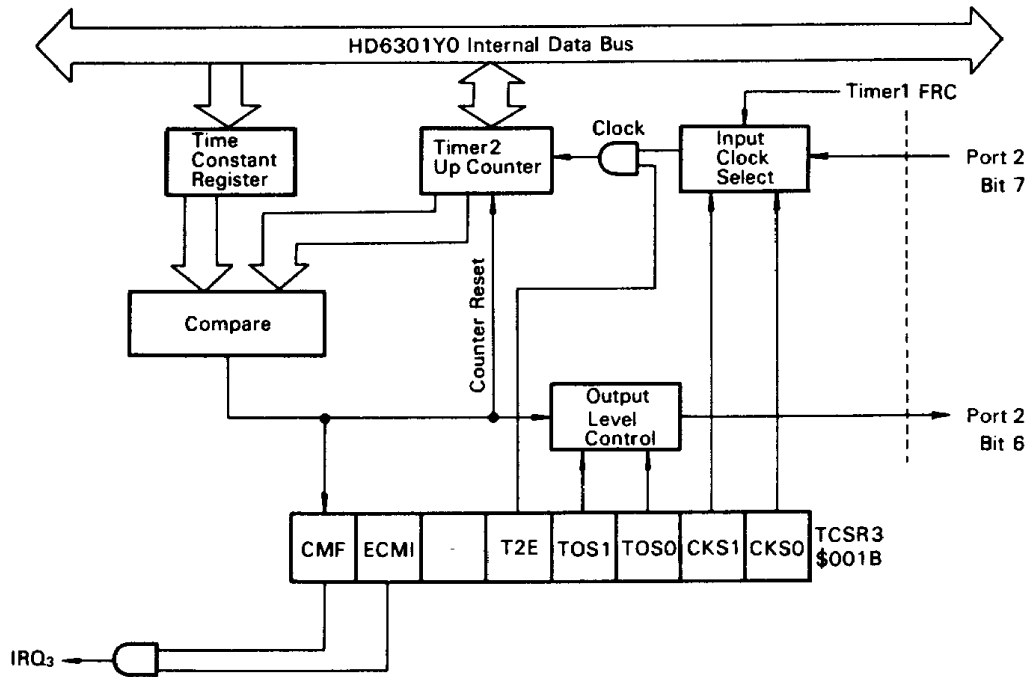 HD6301Y0 Internal Data Bus
Timer1 FRC
Time
Constant
Register
Timer2
Up Counter
Clock
Input
Clock
Select
Port 2
Bit 7
Compare
Counter Reset
Output
Level
Control
Port 2
Bit 6
CMF ECMI - T2E TOS1 TOS0 CKS1 CKS0
TCSR3
$001B
IRQ₃